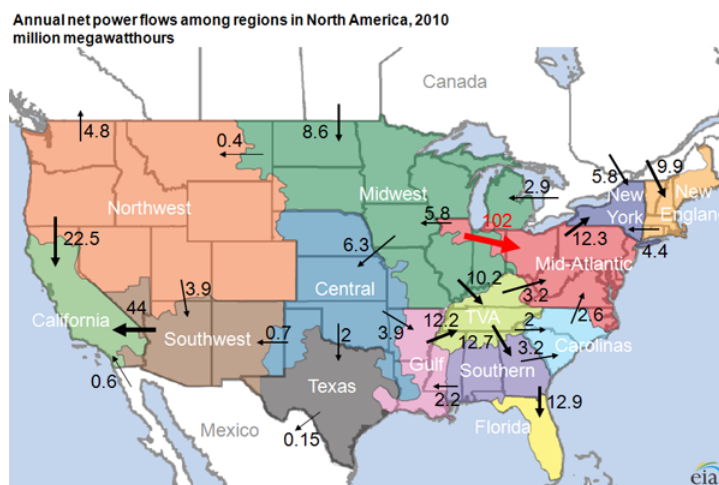 Annual net power flows among regions in North America, 2010
million megawatthours
Canada
4.8
0.4
8.6
Northwest
Midwest
2.9
5.8
9.9
New
York
New
England
5.8
102
12.3
4.4
22.5
Mid-Atlantic
6.3
10.2
3.2
3.9
Central
California
44
Southwest
0.7
2
3.9
12.2
TVA
2
2.6
Carolinas
12.7
3.2
Gulf
Southern
Texas
0.6
2.2
12.9
Florida
Mexico
0.15
eia